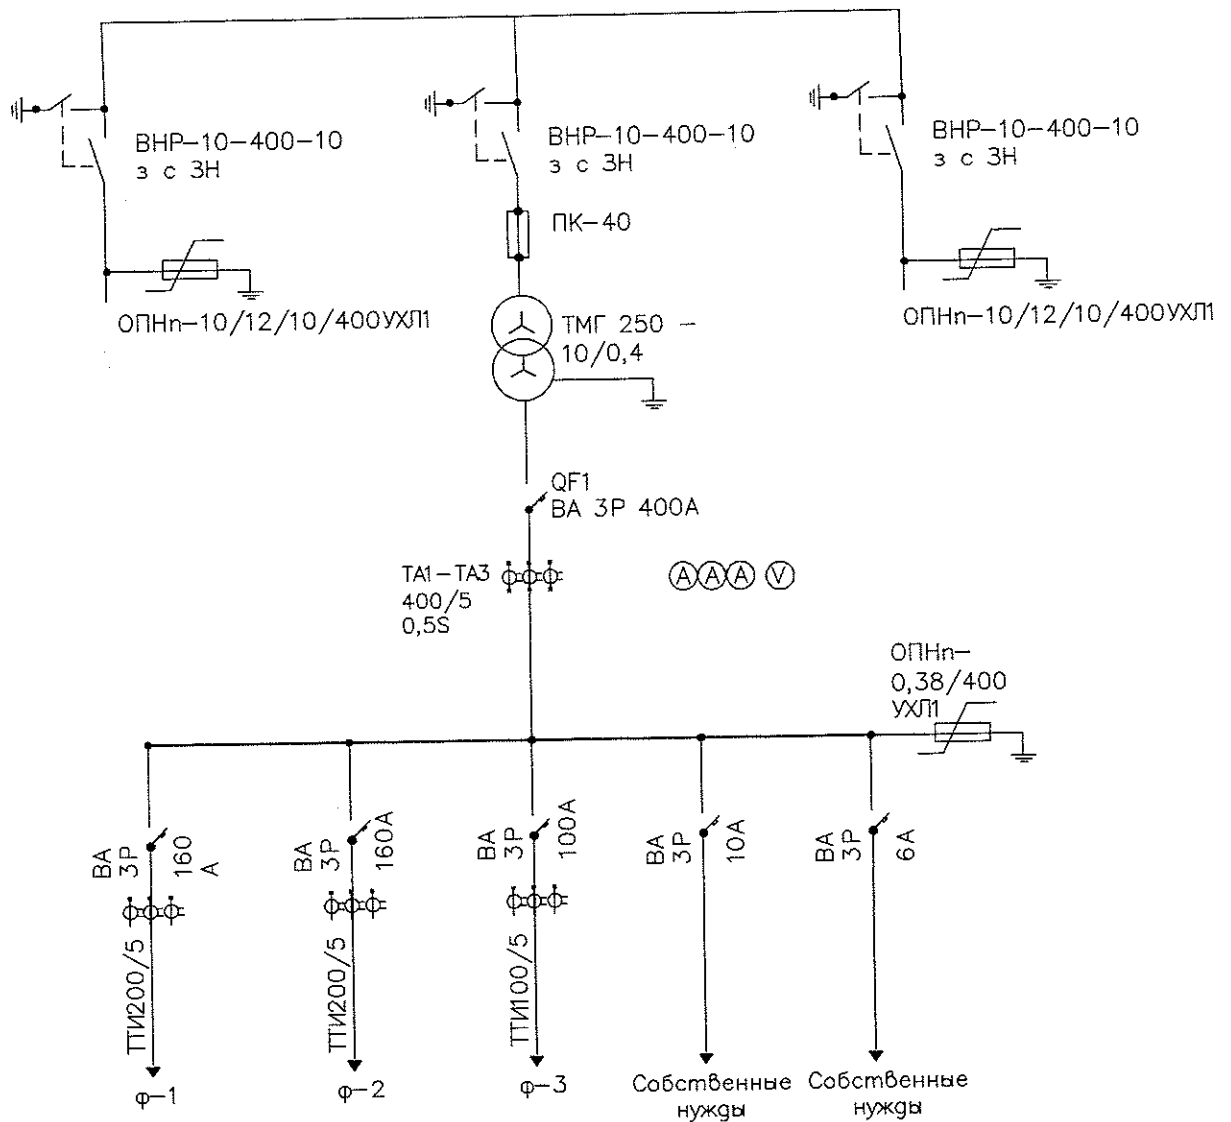 ВНР-10-400-10
з с ЗН
ВНР-10-400-10
з с ЗН
ВНР-10-400-10
з с ЗН
ПК-40
ОПНп-10/12/10/400УХЛ1
ОПНп-10/12/10/400УХЛ1
ТМГ 250 -
10/0,4
QF1
ВА 3Р 400А
ТА1-ТА3
400/5
0,5S
А А А V
ОПНп-
0,38/400
УХЛ1
ВА
3Р
160
А
ВА
3Р
160А
ВА
3Р
100А
ВА
3Р
10А
ВА
3Р
6А
ТТИ200/5
ТТИ200/5
ТТИ100/5
ф-1
ф-2
ф-3
Собственные
нужды
Собственные
нужды